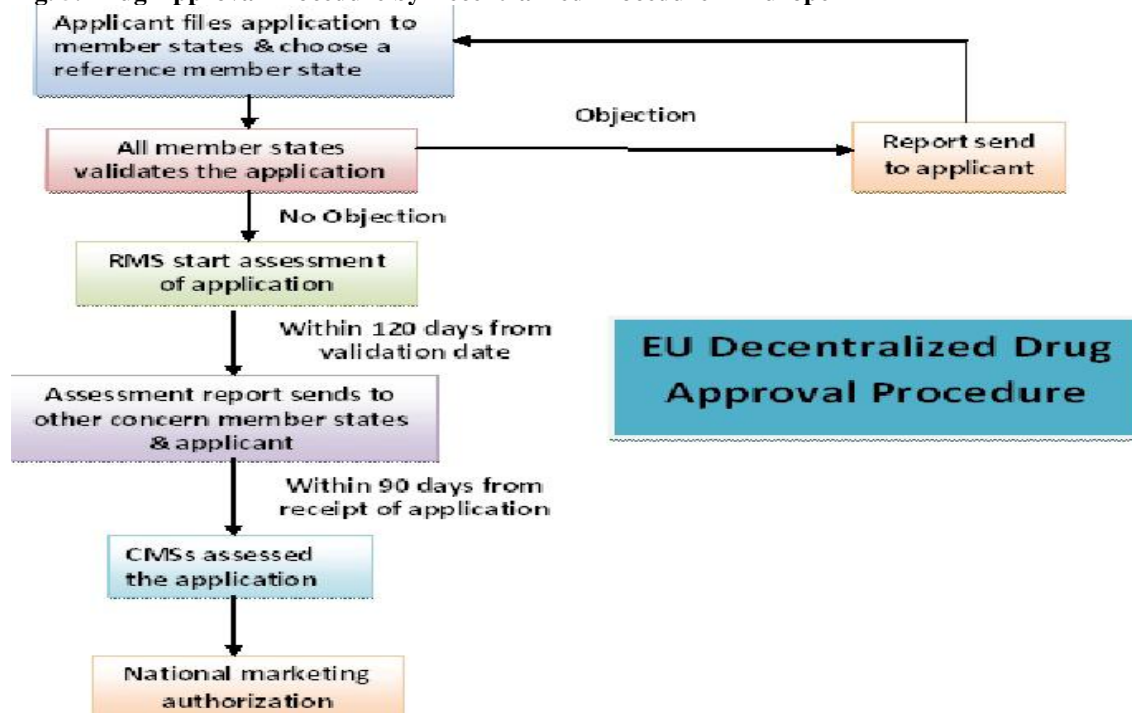 Applicant files application to
member states & choose a
reference member state
Objection
All member states
validates the application
Report send
to applicant
No Objection
RMS start assessment
of application
Within 120 days from
validation date
EU Decentralized Drug
Approval Procedure
Assessment report sends to
other concern member states
& applicant
Within 90 days from
receipt of application
CMSs assessed
the application
National marketing
authorization